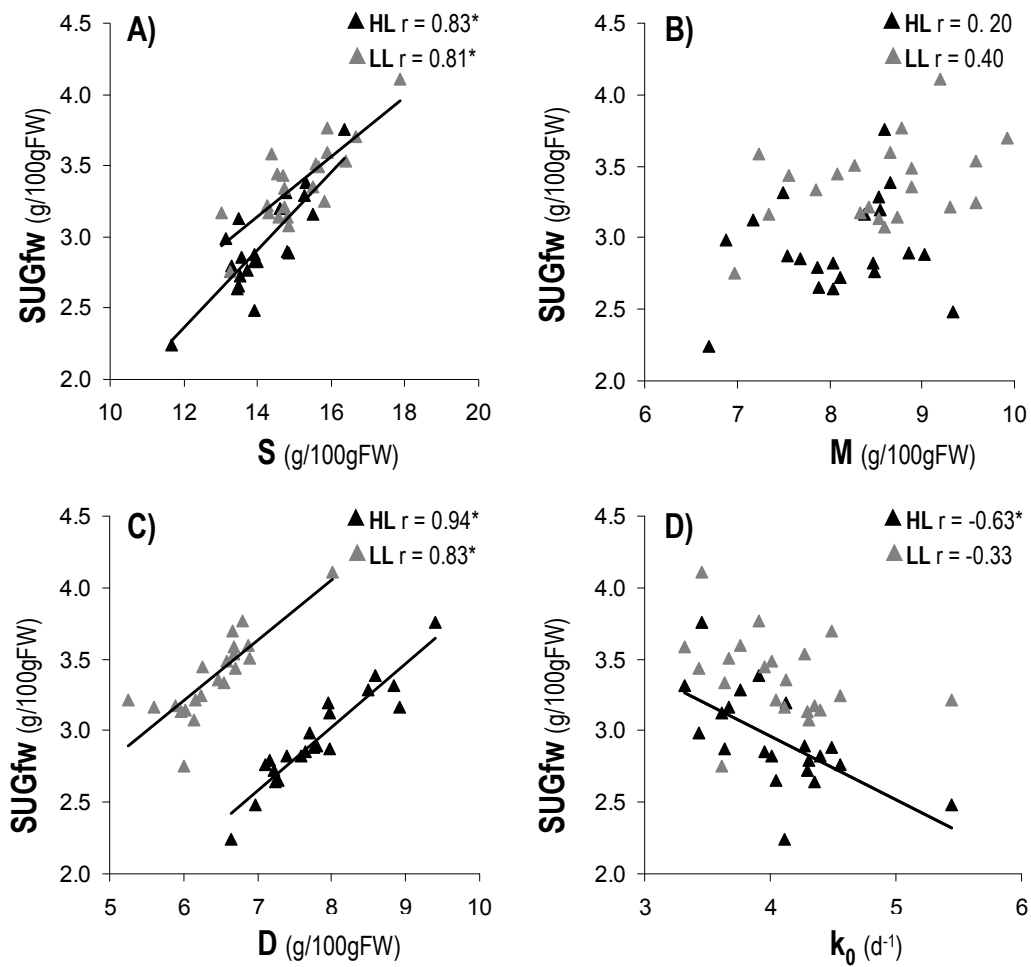 A)
▲ HL r = 0.83*
▲ LL r = 0.81*
SUGfw (g/100gFW)
4.5
4.0
3.5
3.0
2.5
2.0
10 12 14 16 18 20
S (g/100gFW)
B)
▲ HL r = 0. 20
▲ LL r = 0.40
SUGfw (g/100gFW)
4.5
4.0
3.5
3.0
2.5
2.0
6 7 8 9 10
M (g/100gFW)
C)
▲ HL r = 0.94*
▲ LL r = 0.83*
SUGfw (g/100gFW)
4.5
4.0
3.5
3.0
2.5
2.0
5 6 7 8 9 10
D (g/100gFW)
D)
▲ HL r = -0.63*
▲ LL r = -0.33
SUGfw (g/100gFW)
4.5
4.0
3.5
3.0
2.5
2.0
3 4 5 6
k₀ (d⁻¹)